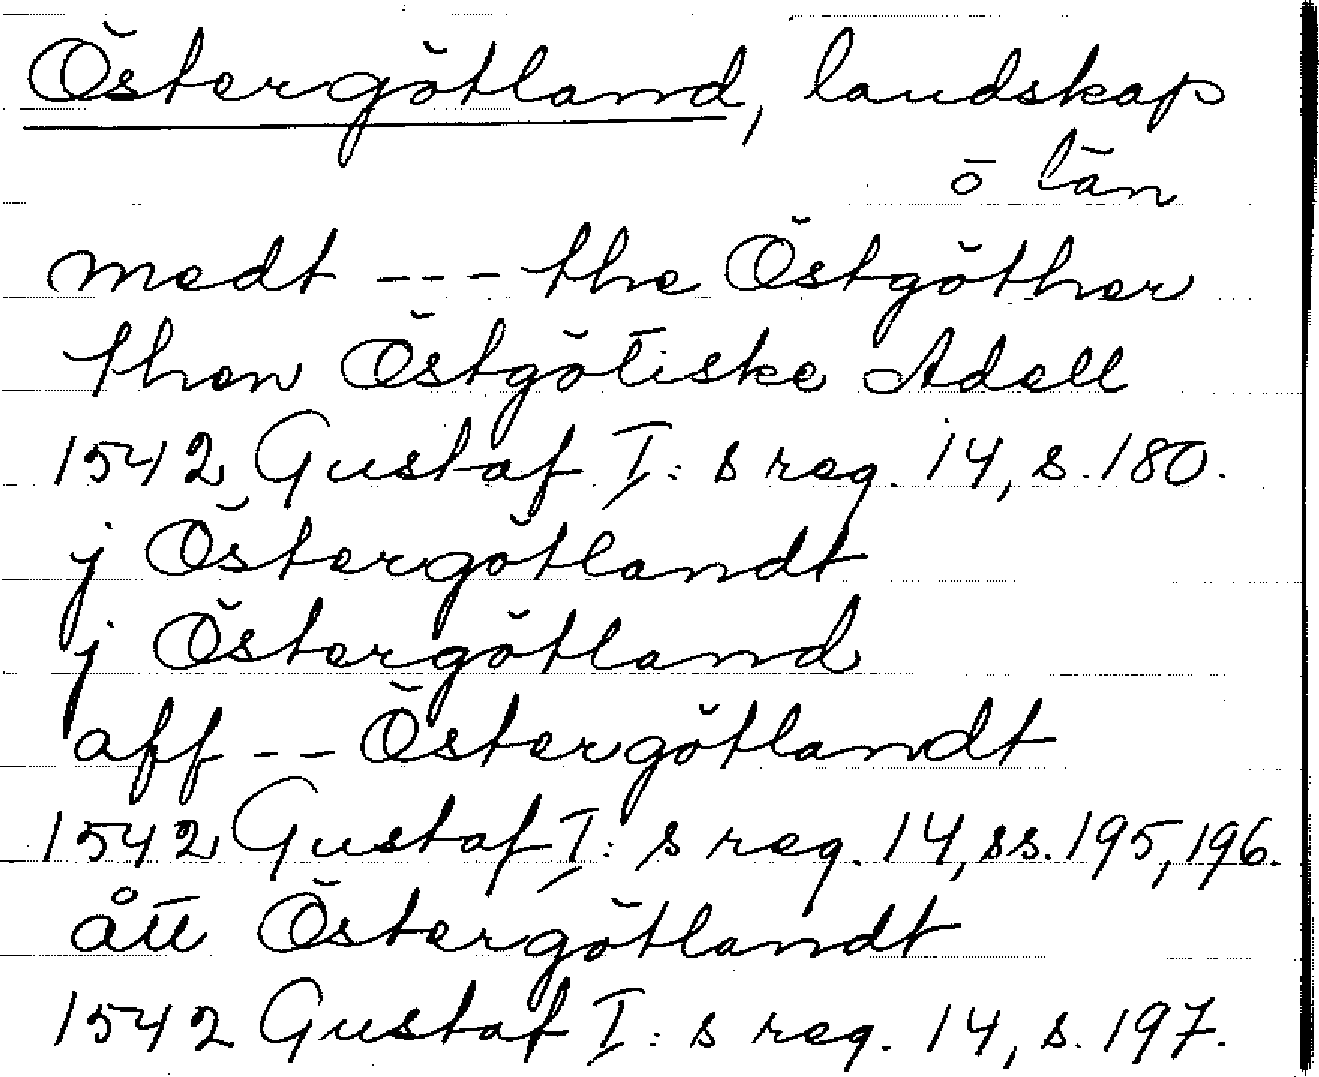 Östergötland, landskap
o län
medt --- the Östgöther
then Östgötiske Adell
1542 Gustaf I: s reg. 14, s. 180.
j Östergötlandt
j Östergötland
aff -- Östergötlandt
1542 Gustaf I: s reg. 14, ss. 195, 196.
ått Östergötlandt
1542 Gustaf I: s reg. 14, s. 197.